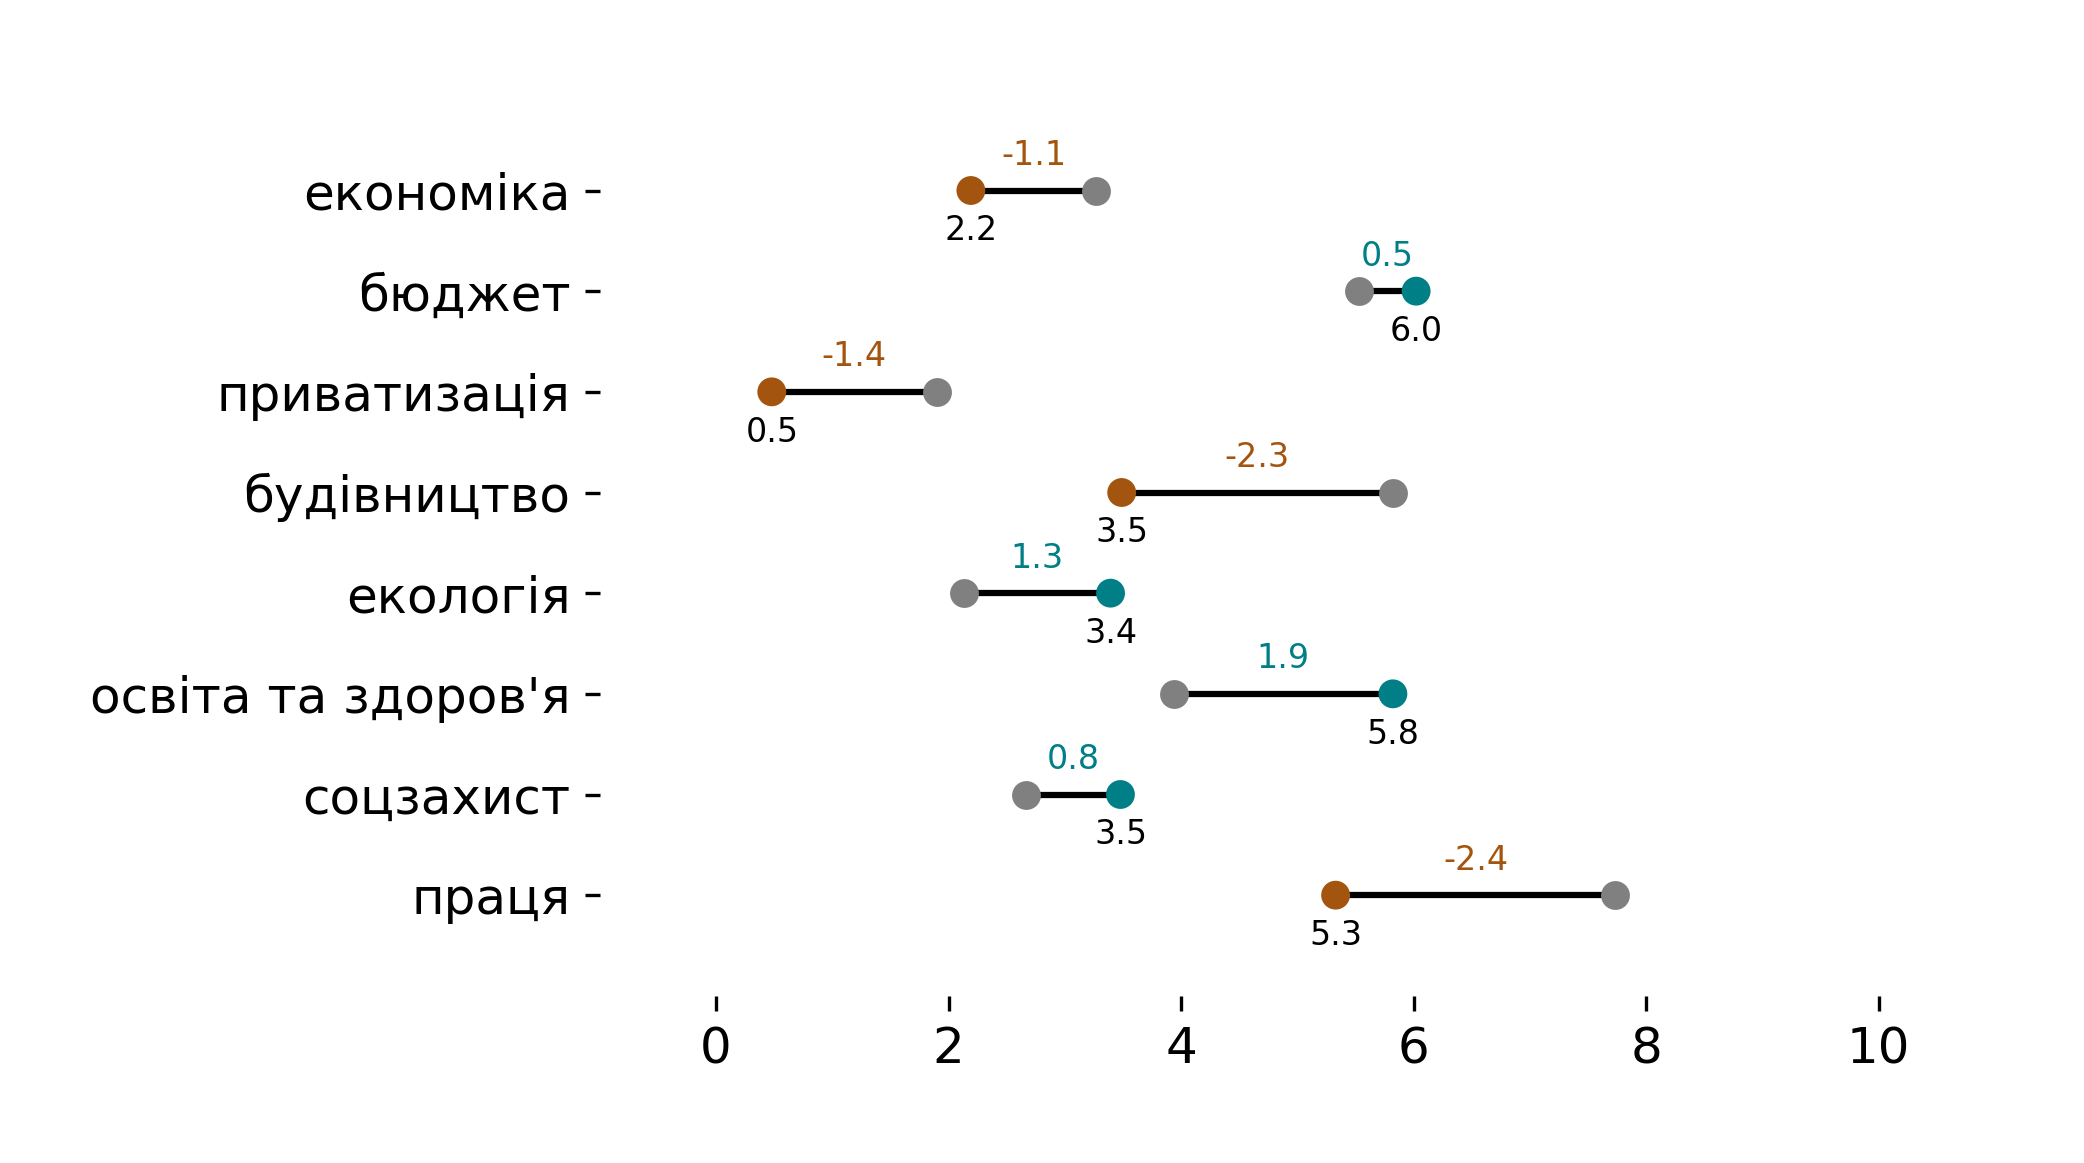 економіка
-1.1
2.2
бюджет
0.5
6.0
приватизація
-1.4
0.5
будівництво
-2.3
3.5
екологія
1.3
3.4
освіта та здоров'я
1.9
5.8
соцзахист
0.8
3.5
праця
-2.4
5.3
0 2 4 6 8 10